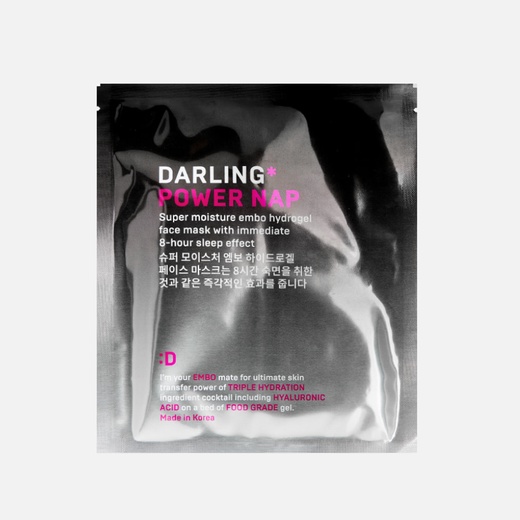 DARLING*
POWER NAP
Super moisture embo hydrogel
face mask with immediate
8-hour sleep effect
슈퍼 모이스처 엠보 하이드로겔
페이스 마스크는 8시간 숙면을 취한
것과 같은 즉각적인 효과를 줍니다
:D
I'm your EMBO mate for ultimate skin
transfer power of TRIPLE HYDRATION
ingredient cocktail including HYALURONIC
ACID on a bed of FOOD GRADE gel.
Made in Korea